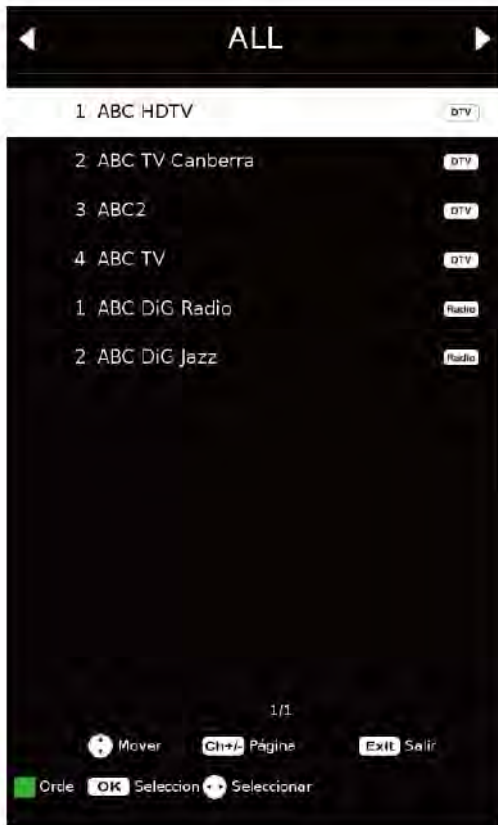 ALL
1 ABC HDTV DTV
2 ABC TV Canberra DTV
3 ABC2 DTV
4 ABC TV DTV
1 ABC DiG Radio Radio
2 ABC DiG Jazz Radio
1/1
Mover Ch+/- Página Exit Salir
Orde OK Seleccion Seleccionar